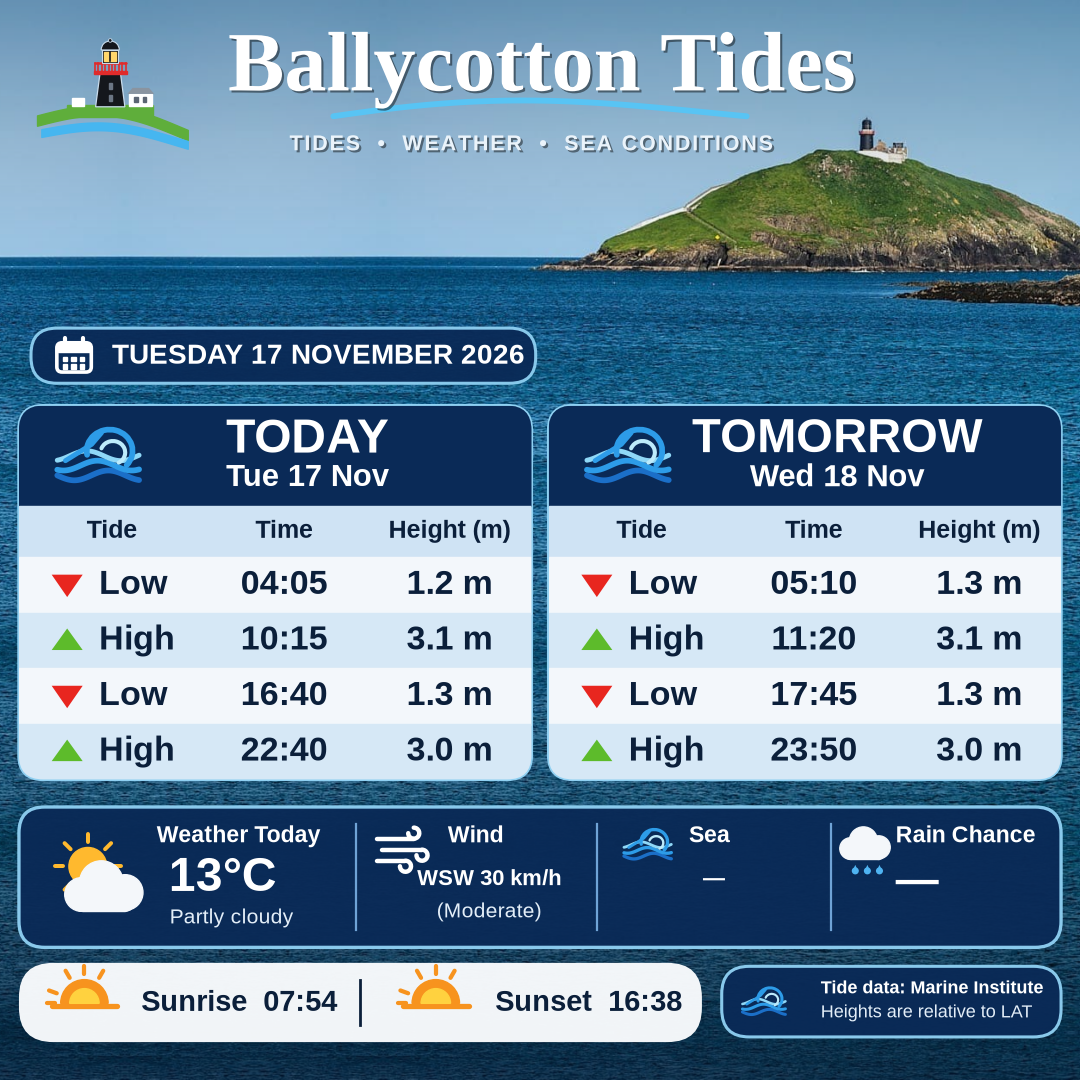 Ballycotton Tides
TIDES • WEATHER • SEA CONDITIONS
TUESDAY 17 NOVEMBER 2026
TODAY
Tue 17 Nov
Tide Time Height (m)
Low 04:05 1.2 m
High 10:15 3.1 m
Low 16:40 1.3 m
High 22:40 3.0 m
TOMORROW
Wed 18 Nov
Tide Time Height (m)
Low 05:10 1.3 m
High 11:20 3.1 m
Low 17:45 1.3 m
High 23:50 3.0 m
Weather Today
13°C
Partly cloudy
Wind
WSW 30 km/h
(Moderate)
Sea
—
Rain Chance
—
Sunrise 07:54
Sunset 16:38
Tide data: Marine Institute
Heights are relative to LAT